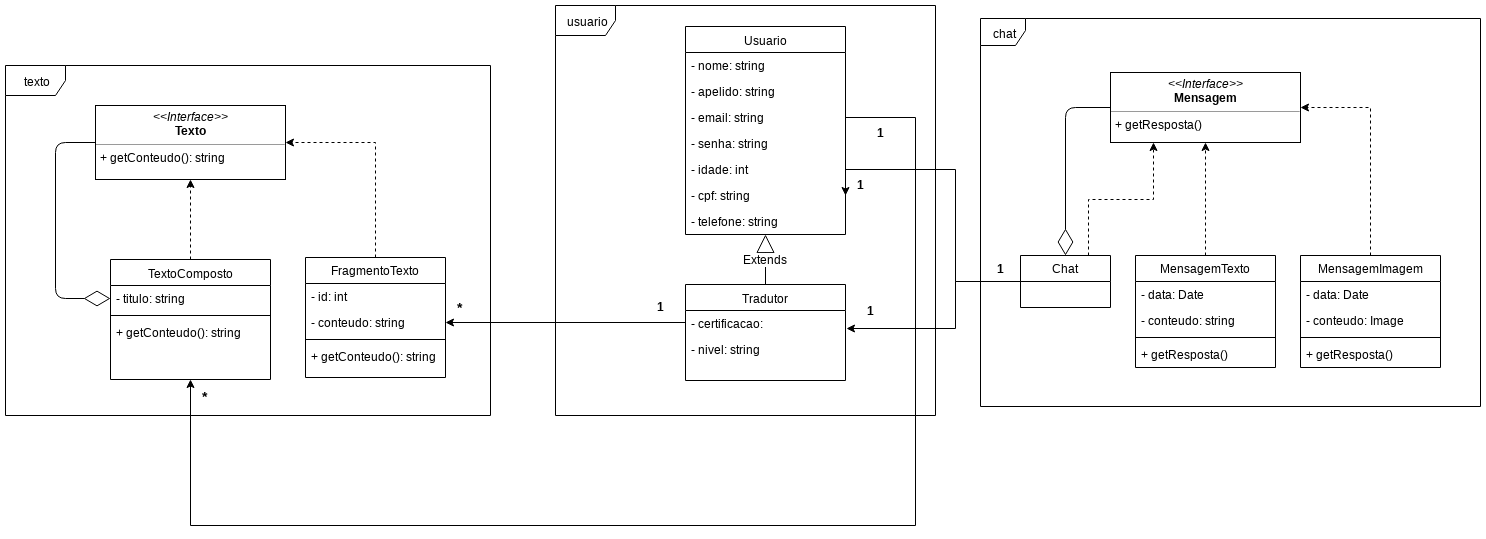 texto
<<Interface>>
Texto
+ getConteudo(): string
TextoComposto
- titulo: string
+ getConteudo(): string
FragmentoTexto
- id: int
- conteudo: string
+ getConteudo(): string
*
*
usuario
Usuario
- nome: string
- apelido: string
- email: string
- senha: string
- idade: int
- cpf: string
- telefone: string
1
1
Extends
Tradutor
- certificacao:
- nivel: string
1
1
chat
<<Interface>>
Mensagem
+ getResposta()
1
Chat
MensagemTexto
- data: Date
- conteudo: string
+ getResposta()
MensagemImagem
- data: Date
- conteudo: Image
+ getResposta()